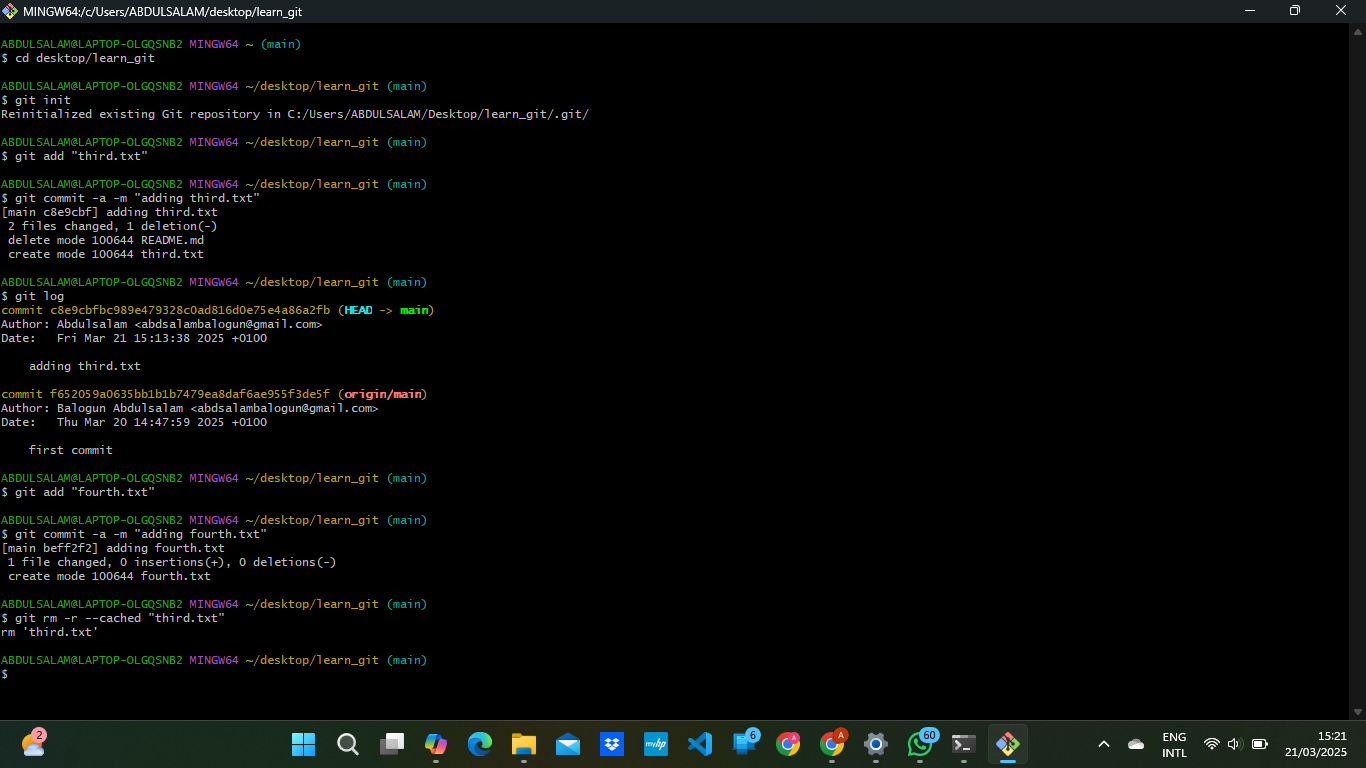 MINGW64:/c/Users/ABDULSALAM/desktop/learn_git
ABDULSALAM@LAPTOP-OLGQSNB2 MINGW64 ~ (main)
$ cd desktop/learn_git
ABDULSALAM@LAPTOP-OLGQSNB2 MINGW64 ~/desktop/learn_git (main)
$ git init
Reinitialized existing Git repository in C:/Users/ABDULSALAM/Desktop/learn_git/.git/
ABDULSALAM@LAPTOP-OLGQSNB2 MINGW64 ~/desktop/learn_git (main)
$ git add "third.txt"
ABDULSALAM@LAPTOP-OLGQSNB2 MINGW64 ~/desktop/learn_git (main)
$ git commit -a -m "adding third.txt"
[main c8e9cbf] adding third.txt
2 files changed, 1 deletion(-)
delete mode 100644 README.md
create mode 100644 third.txt
ABDULSALAM@LAPTOP-OLGQSNB2 MINGW64 ~/desktop/learn_git (main)
$ git log
commit c8e9cbfbc989e479328c0ad816d0e75e4a86a2fb (HEAD -> main)
Author: Abdulsalam <abdsalambalogun@gmail.com>
Date:   Fri Mar 21 15:13:38 2025 +0100
adding third.txt
commit f652059a0635bb1b1b7479ea8daf6ae955f3de5f (origin/main)
Author: Balogun Abdulsalam <abdsalambalogun@gmail.com>
Date:   Thu Mar 20 14:47:59 2025 +0100
first commit
ABDULSALAM@LAPTOP-OLGQSNB2 MINGW64 ~/desktop/learn_git (main)
$ git add "fourth.txt"
ABDULSALAM@LAPTOP-OLGQSNB2 MINGW64 ~/desktop/learn_git (main)
$ git commit -a -m "adding fourth.txt"
[main beff2f2] adding fourth.txt
1 file changed, 0 insertions(+), 0 deletions(-)
create mode 100644 fourth.txt
ABDULSALAM@LAPTOP-OLGQSNB2 MINGW64 ~/desktop/learn_git (main)
$ git rm -r --cached "third.txt"
rm 'third.txt'
ABDULSALAM@LAPTOP-OLGQSNB2 MINGW64 ~/desktop/learn_git (main)
$
2
myhp
6
A
A
60
ENG
INTL
15:21
21/03/2025